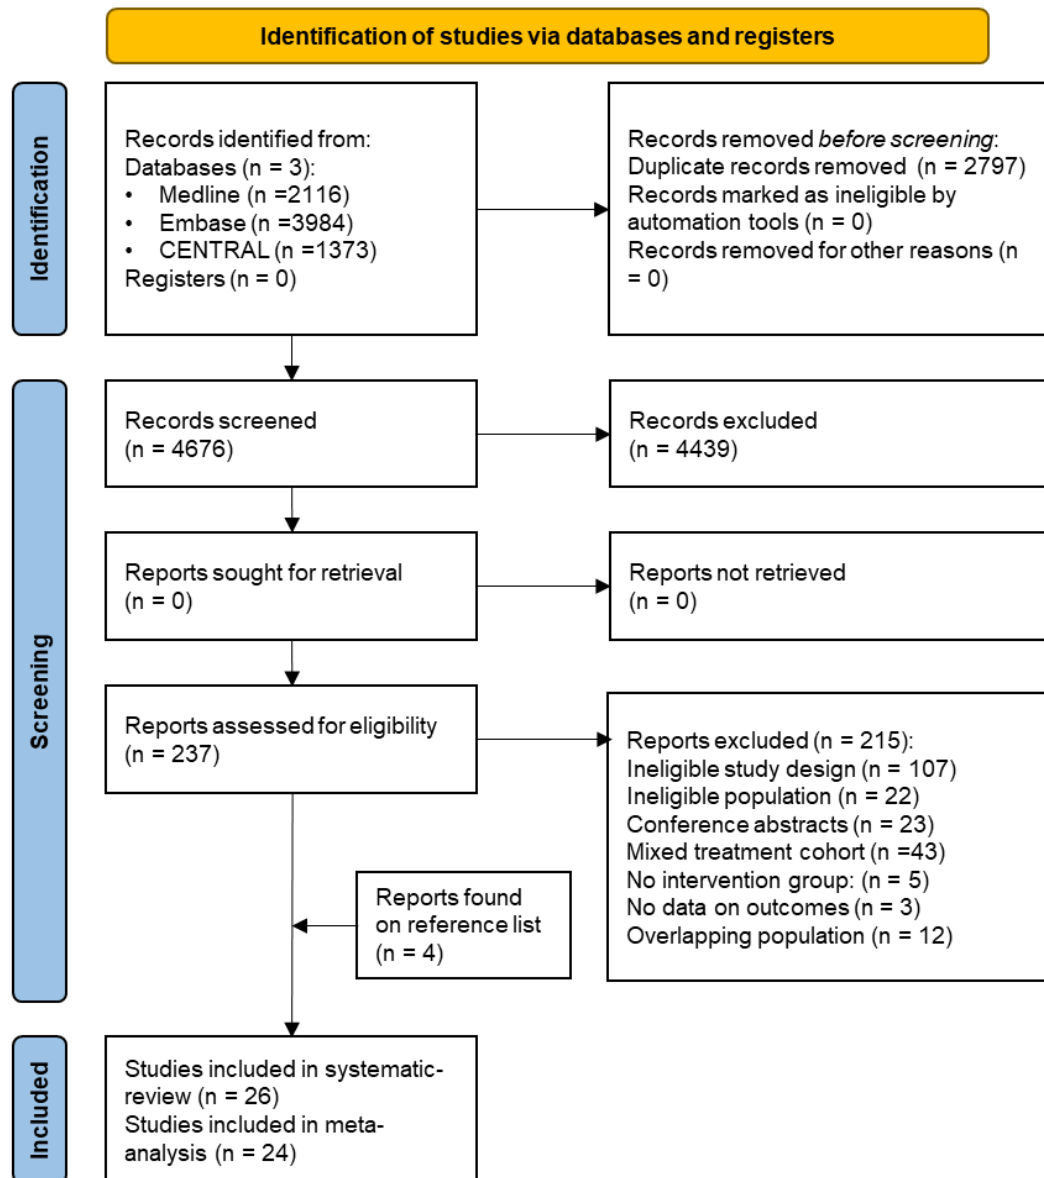 Identification of studies via databases and registers
Identification
Records identified from:
Databases (n = 3):
• Medline (n =2116)
• Embase (n =3984)
• CENTRAL (n =1373)
Registers (n = 0)
Records removed before screening:
Duplicate records removed (n = 2797)
Records marked as ineligible by
automation tools (n = 0)
Records removed for other reasons (n
= 0)
Screening
Records screened
(n = 4676)
Records excluded
(n = 4439)
Reports sought for retrieval
(n = 0)
Reports not retrieved
(n = 0)
Reports assessed for eligibility
(n = 237)
Reports excluded (n = 215):
Ineligible study design (n = 107)
Ineligible population (n = 22)
Conference abstracts (n = 23)
Mixed treatment cohort (n =43)
No intervention group: (n = 5)
No data on outcomes (n = 3)
Overlapping population (n = 12)
Reports found
on reference list
(n = 4)
Included
Studies included in systematic-
review (n = 26)
Studies included in meta-
analysis (n = 24)